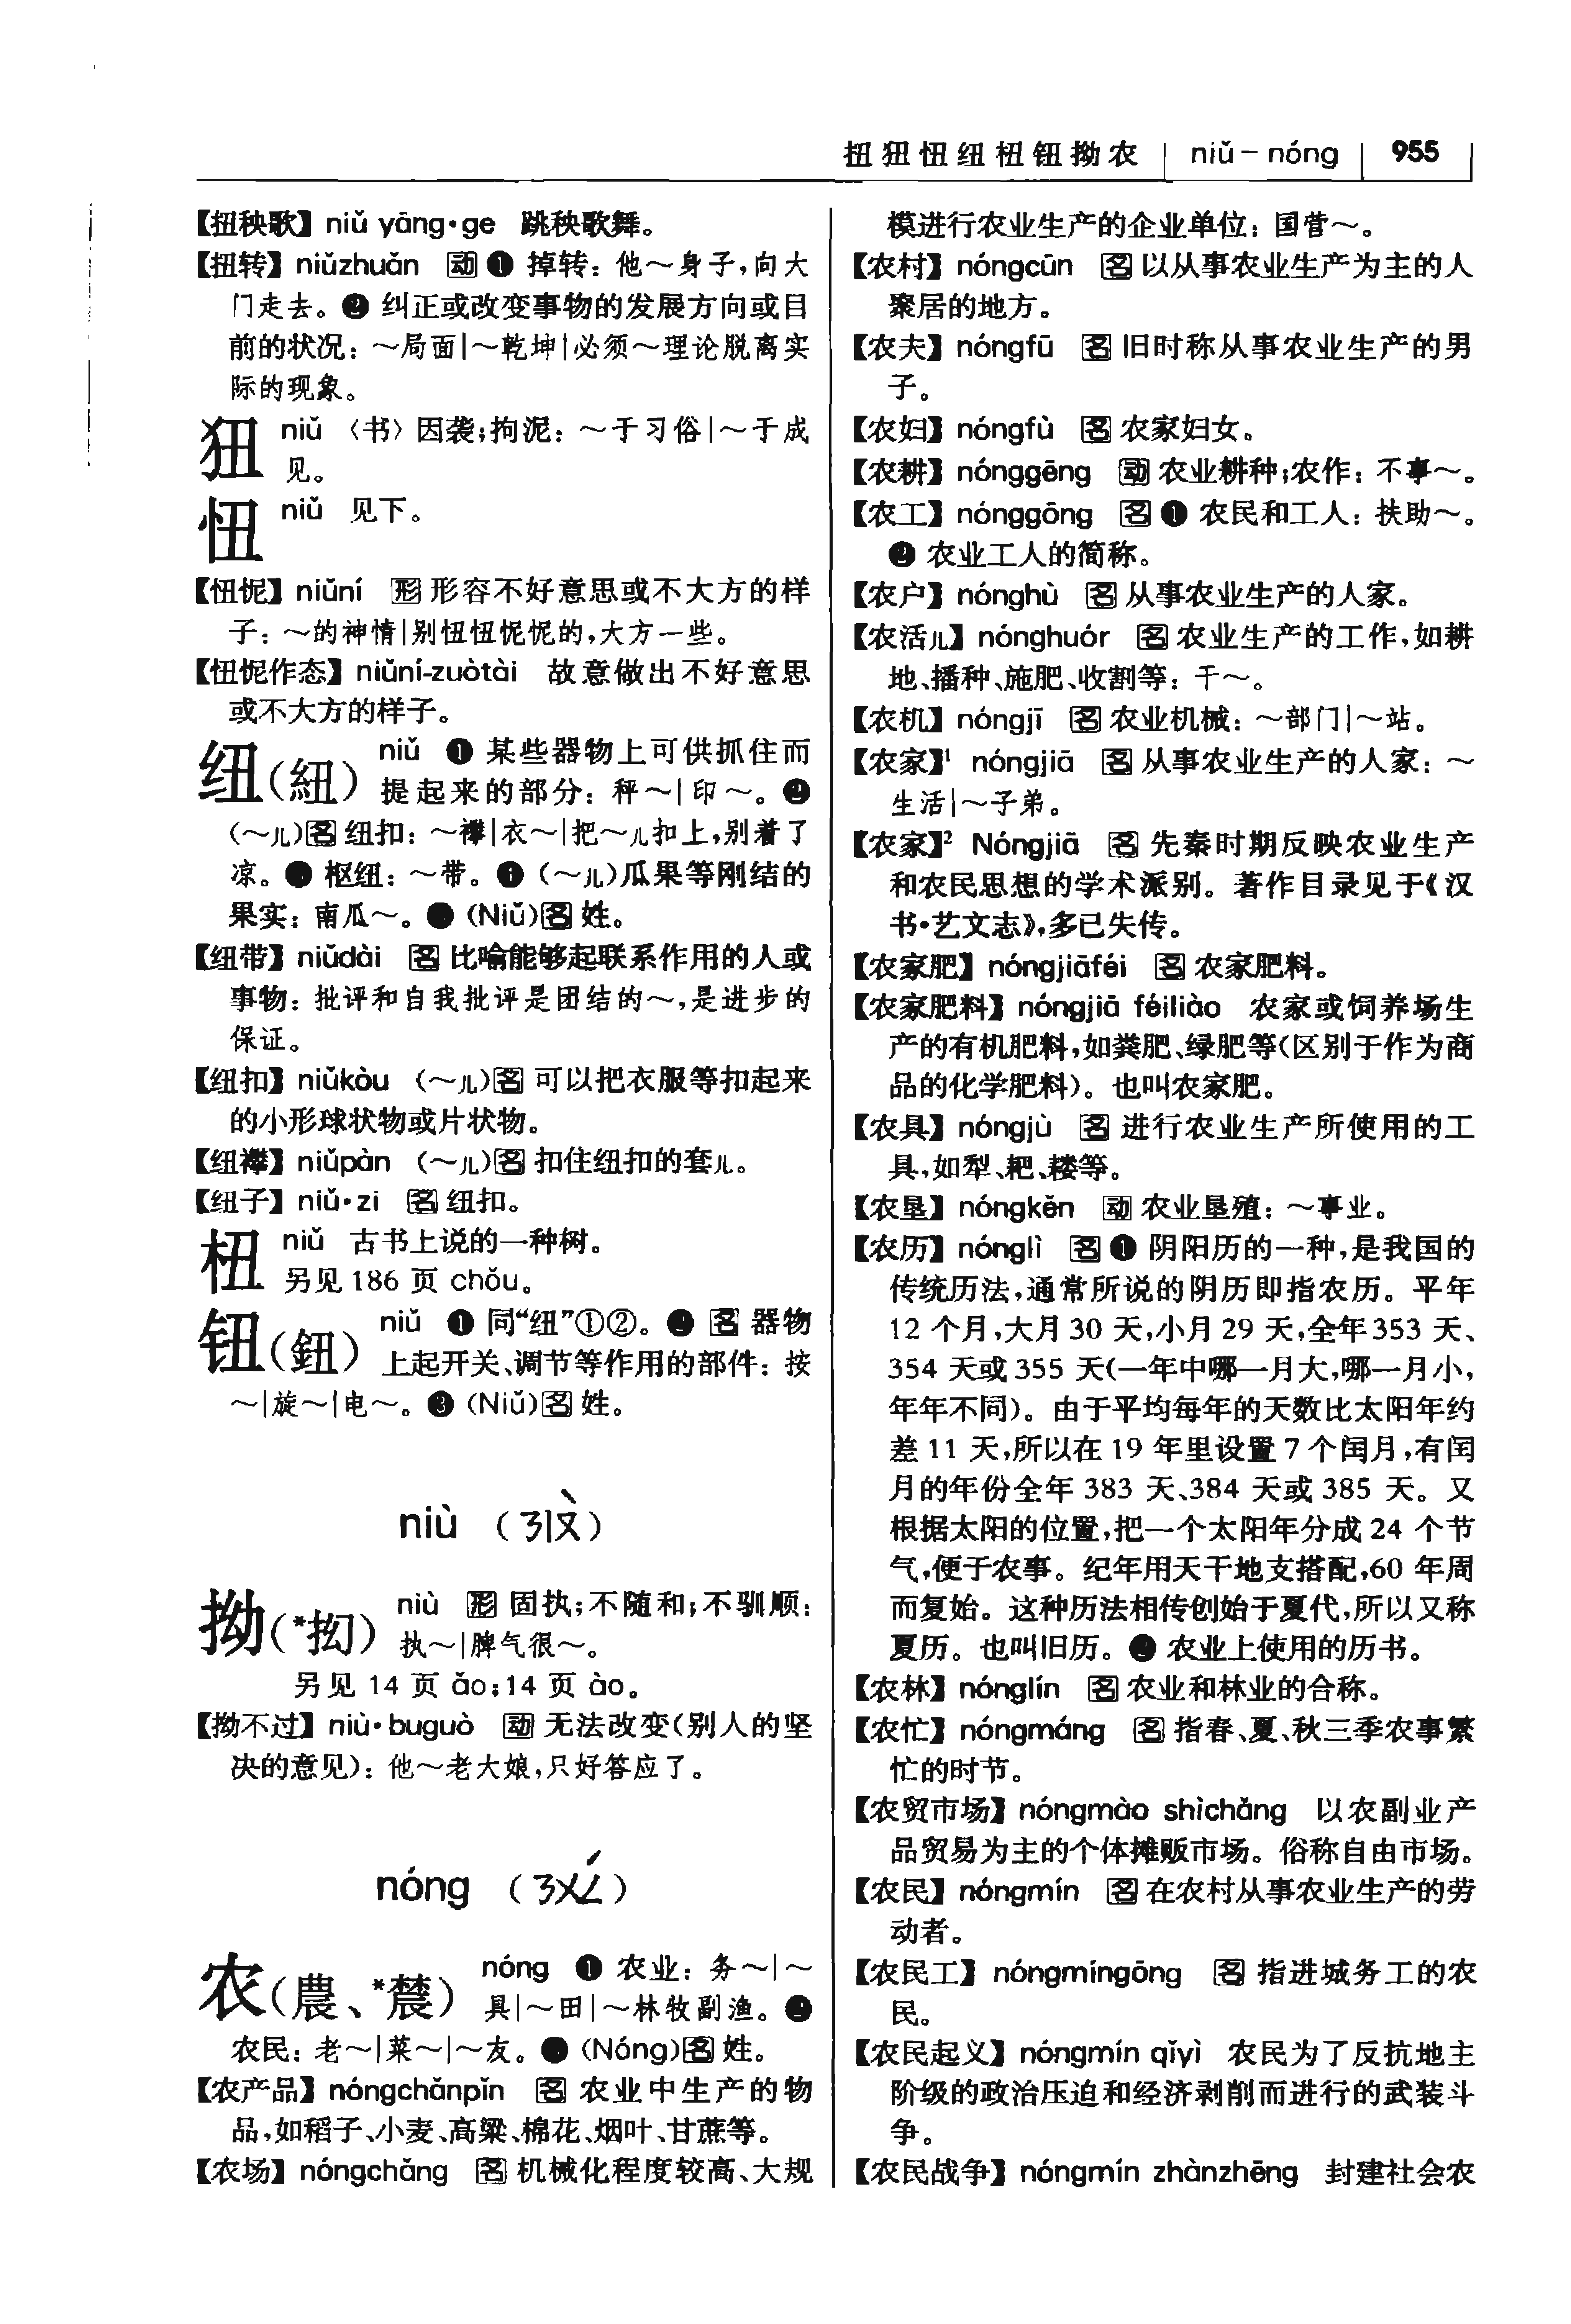 扭狃忸纽杻钮拗农 niǔ－nóng 955
【扭秧歌】niǔ yāng·ge 跳秧歌舞。
【扭转】niǔzhuǎn 动❶ 掉转：他～身子，向大
门走去。❷ 纠正或改变事物的发展方向或目
前的状况：～局面|～乾坤|必须～理论脱离实
际的现象。
狃 niǔ 〈书〉因袭；拘泥：～于习俗|～于成
见。
忸 niǔ 见下。
【忸怩】niǔní 形 形容不好意思或不大方的样
子：～的神情|别忸忸怩怩的，大方一些。
【忸怩作态】niǔní-zuòtài 故意做出不好意思
或不大方的样子。
纽(紐) niǔ ❶ 某些器物上可供抓住而
提起来的部分：秤～|印～。❷
(～儿)名 纽扣：～襻|衣～|把～儿扣上，别着了
凉。❸ 枢纽：～带。❹ (～儿)瓜果等刚结的
果实：南瓜～。❺ (Niǔ)名 姓。
【纽带】niǔdài 名 比喻能够起联系作用的人或
事物：批评和自我批评是团结的～，是进步的
保证。
【纽扣】niǔkòu (～儿)名 可以把衣服等扣起来
的小形球状物或片状物。
【纽襻】niǔpàn (～儿)名 扣住纽扣的套儿。
【纽子】niǔ·zi 名 纽扣。
杻 niǔ 古书上说的一种树。
另见 186 页 chǒu。
钮(鈕) niǔ ❶ 同“纽”①②。❷ 名 器物
上起开关、调节等作用的部件：按
～|旋～|电～。❸ (Niǔ)名 姓。
niù （ㄋㄧㄡˋ）
拗(*抝) niù 形 固执；不随和；不驯顺：
执～|脾气很～。
另见 14 页 ǎo；14 页 ào。
【拗不过】niù·buguò 动 无法改变(别人的坚
决的意见)：他～老大娘，只好答应了。
nóng （ㄋㄨㄥˊ）
农(農、*辳) nóng ❶ 农业：务～|～
具|～田|～林牧副渔。❷
农民：老～|菜～|～友。❸ (Nóng)名 姓。
【农产品】nóngchǎnpǐn 名 农业中生产的物
品，如稻子、小麦、高粱、棉花、烟叶、甘蔗等。
【农场】nóngchǎng 名 机械化程度较高、大规
模进行农业生产的企业单位：国营～。
【农村】nóngcūn 名 以从事农业生产为主的人
聚居的地方。
【农夫】nóngfū 名 旧时称从事农业生产的男
子。
【农妇】nóngfù 名 农家妇女。
【农耕】nónggēng 动 农业耕种；农作：不事～。
【农工】nónggōng 名❶ 农民和工人：扶助～。
❷ 农业工人的简称。
【农户】nónghù 名 从事农业生产的人家。
【农活儿】nónghuór 名 农业生产的工作，如耕
地、播种、施肥、收割等：干～。
【农机】nóngjī 名 农业机械：～部门|～站。
【农家】¹ nóngjiā 名 从事农业生产的人家：～
生活|～子弟。
【农家】² Nóngjiā 名 先秦时期反映农业生产
和农民思想的学术派别。著作目录见于《汉
书·艺文志》，多已失传。
【农家肥】nóngjiāféi 名 农家肥料。
【农家肥料】nóngjiā féiliào 农家或饲养场生
产的有机肥料，如粪肥、绿肥等(区别于作为商
品的化学肥料)。也叫农家肥。
【农具】nóngjù 名 进行农业生产所使用的工
具，如犁、耙、耧等。
【农垦】nóngkěn 动 农业垦殖：～事业。
【农历】nónglì 名❶ 阴阳历的一种，是我国的
传统历法，通常所说的阴历即指农历。平年
12 个月，大月 30 天，小月 29 天，全年 353 天、
354 天或 355 天(一年中哪一月大，哪一月小，
年年不同)。由于平均每年的天数比太阳年约
差 11 天，所以在 19 年里设置 7 个闰月，有闰
月的年份全年 383 天、384 天或 385 天。又
根据太阳的位置，把一个太阳年分成 24 个节
气，便于农事。纪年用天干地支搭配，60 年周
而复始。这种历法相传创始于夏代，所以又称
夏历。也叫旧历。❷ 农业上使用的历书。
【农林】nónglín 名 农业和林业的合称。
【农忙】nóngmáng 名 指春、夏、秋三季农事繁
忙的时节。
【农贸市场】nóngmào shìchǎng 以农副业产
品贸易为主的个体摊贩市场。俗称自由市场。
【农民】nóngmín 名 在农村从事农业生产的劳
动者。
【农民工】nóngmíngōng 名 指进城务工的农
民。
【农民起义】nóngmín qǐyì 农民为了反抗地主
阶级的政治压迫和经济剥削而进行的武装斗
争。
【农民战争】nóngmín zhànzhēng 封建社会农